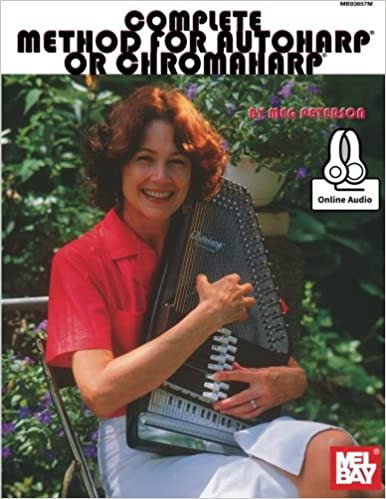 MB93657M
COMPLETE
METHOD FOR AUTOHARP®
OR CHROMAHARP®
BY MEG PETERSON
Online Audio
MEL
BAY®